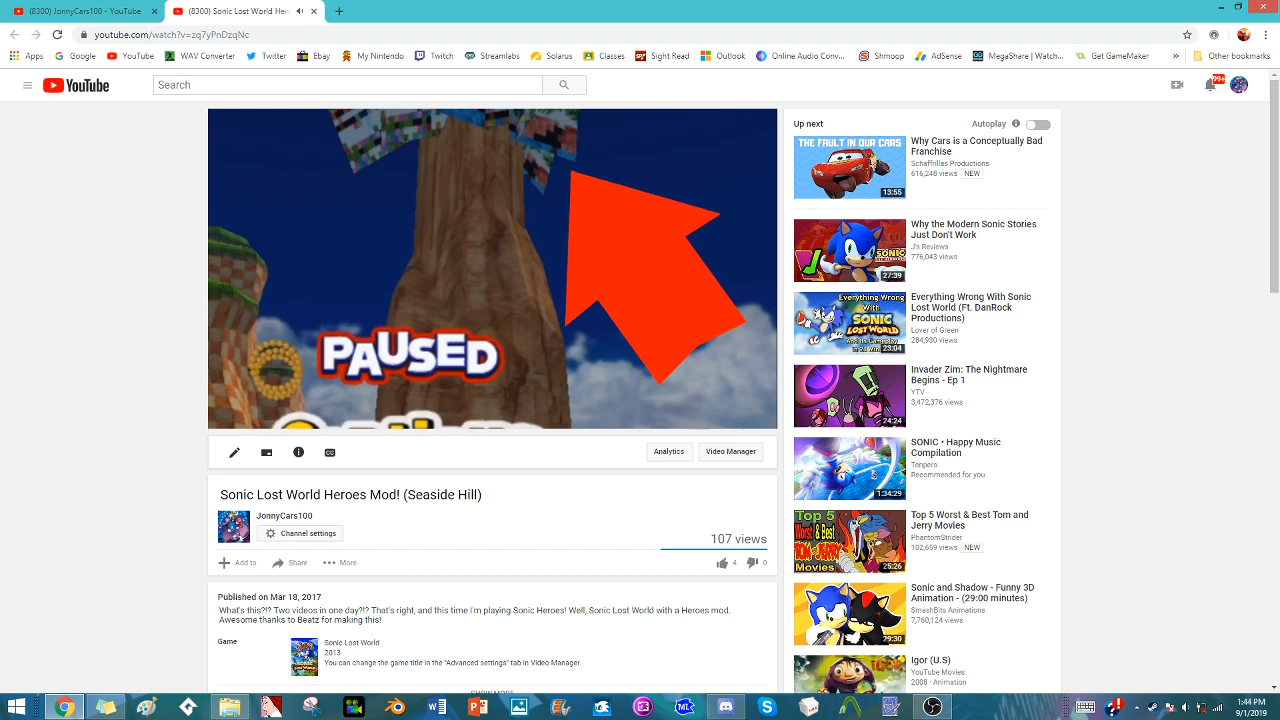 (8300) JonnyCars100 - YouTube
(8300) Sonic Lost World Her
youtube.com/watch?v=zq7yPnDzqNc
Apps
Google
YouTube
WAV Converter
Twitter
Ebay
My Nintendo
Twitch
Streamlabs
Solarus
Classes
Sight Read
Outlook
Online Audio Conv...
Shmoop
AdSense
MegaShare | Watch...
Get GameMaker
»
Other bookmarks
YouTube
Search
99+
PAUSED
Analytics
Video Manager
Sonic Lost World Heroes Mod! (Seaside Hill)
JonnyCars100
Channel settings
107 views
Add to
Share
More
4
0
Published on Mar 18, 2017
What's this?!? Two videos in one day?!? That's right, and this time I'm playing Sonic Heroes! Well, Sonic Lost World with a Heroes mod.
Awesome thanks to Beatz for making this!
Game
Sonic Lost World
2013
You can change the game title in the "Advanced settings" tab in Video Manager
SHOW MORE
Up next
Autoplay
THE FAULT IN OUR CARS
13:55
Why Cars is a Conceptually Bad
Franchise
Schaffrillas Productions
616,248 views
NEW
SONIC
27:39
Why the Modern Sonic Stories
Just Don't Work
J's Reviews
776,043 views
Everything Wrong
With
SONIC
LOST WORLD
23:04
Everything Wrong With Sonic
Lost World (Ft. DanRock
Productions)
Lover of Green
284,930 views
24:24
Invader Zim: The Nightmare
Begins - Ep 1
YTV
3,472,376 views
1:34:29
SONIC • Happy Music
Compilation
Tenpers
Recommended for you
Top 5
Worst & Best
TOM and JERRY
Movies
25:26
Top 5 Worst & Best Tom and
Jerry Movies
PhantomStrider
102,659 views
NEW
29:30
Sonic and Shadow - Funny 3D
Animation - (29:00 minutes)
SmashBits Animations
7,760,124 views
IGOR
Igor (U.S)
YouTube Movies
2008 · Animation
1:44 PM
9/1/2019